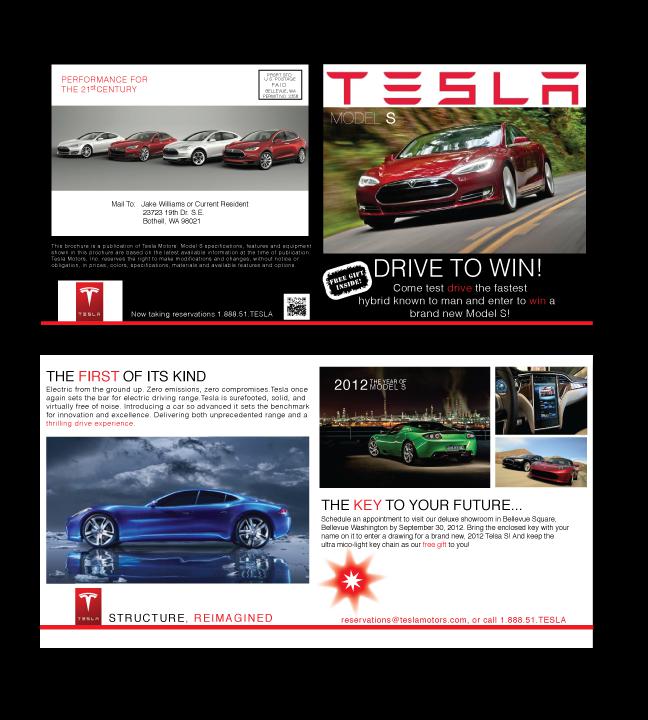 PERFORMANCE FOR
THE 21st CENTURY
PRSRT STD
U.S. POSTAGE
PAID
BELLEVUE, WA
PERMIT NO.
Mail To: Jake Williams or Current Resident
23723 19th Dr. S.E.
Bothell, WA 98021
This brochure is a publication of Tesla Motors. Model S specifications, features and equipment
shown in this brochure are based on the latest available information at the time of publication.
Tesla Motors, Inc. reserves the right to make modifications and changes, without notice or
obligation, in prices, colors, specifications, materials and available features and options.
TESLA
Now taking reservations 1.888.51.TESLA
TESLA
MODEL S
FREE GIFT
INSIDE!
DRIVE TO WIN!
Come test drive the fastest
hybrid known to man and enter to win a
brand new Model S!
THE FIRST OF ITS KIND
Electric from the ground up. Zero emissions, zero compromises. Tesla once
again sets the bar for electric driving range. Tesla is surefooted, solid, and
virtually free of noise. Introducing a car so advanced it sets the benchmark
for innovation and excellence. Delivering both unprecedented range and a
thrilling drive experience.
TESLA
STRUCTURE, REIMAGINED
2012 THE YEAR OF
MODEL S
THE KEY TO YOUR FUTURE...
Schedule an appointment to visit our deluxe showroom in Bellevue Square,
Bellevue Washington by September 30, 2012. Bring the enclosed key with your
name on it to enter a drawing for a brand new, 2012 Telsa S! And keep the
ultra mico-light key chain as our free gift to you!
reservations@teslamotors.com, or call 1.888.51.TESLA